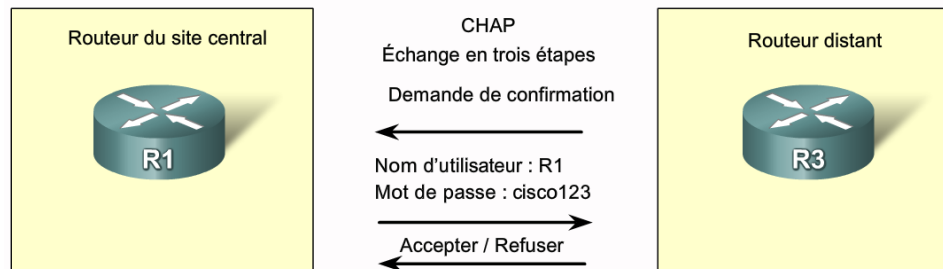 Routeur du site central
R1
CHAP
Échange en trois étapes
Demande de confirmation
Nom d'utilisateur : R1
Mot de passe : cisco123
Accepter / Refuser
Routeur distant
R3